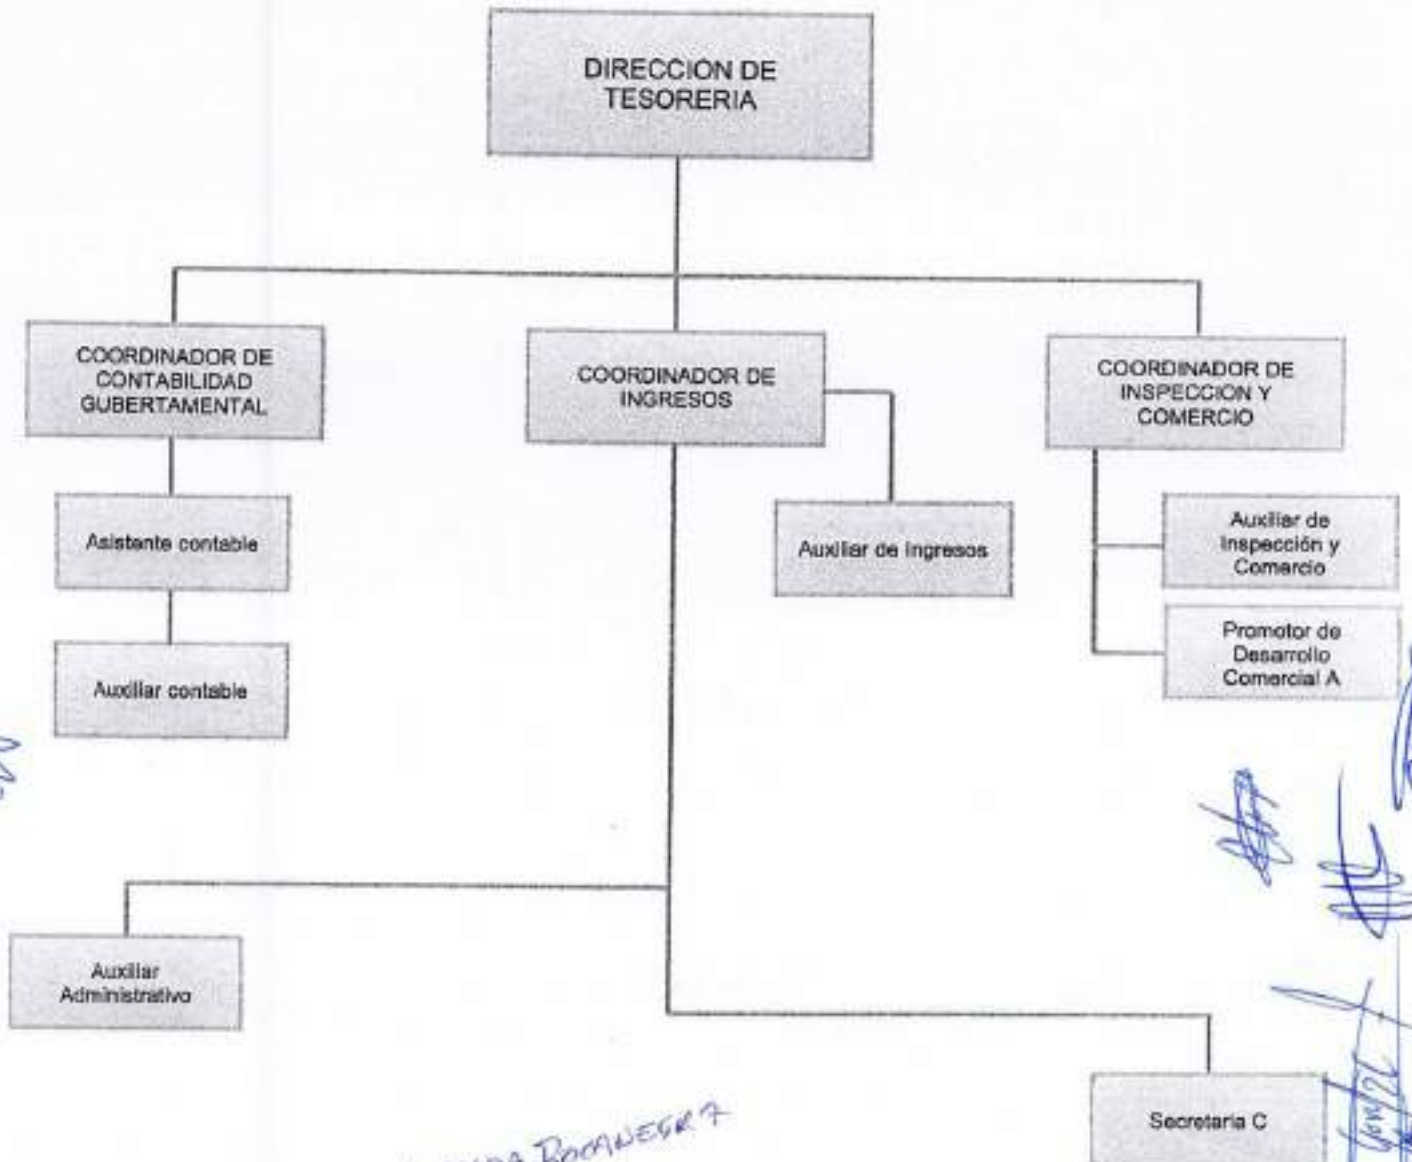 DIRECCION DE
TESORERIA
COORDINADOR DE
CONTABILIDAD
GUBERTAMENTAL
COORDINADOR DE
INGRESOS
COORDINADOR DE
INSPECCION Y
COMERCIO
Asistente contable
Auxiliar de ingresos
Auxiliar de
Inspección y
Comercio
Promotor de
Desarrollo
Comercial A
Auxiliar contable
Auxiliar
Administrativo
Secretaria C